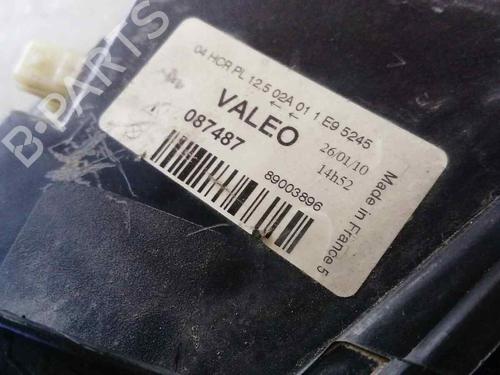 04 HCR PL 12.5 02A 01 1 E9 5245
← ←
VALEO
087487
26/01/10
14h52
89003896
Made in France 5
B-PARTS